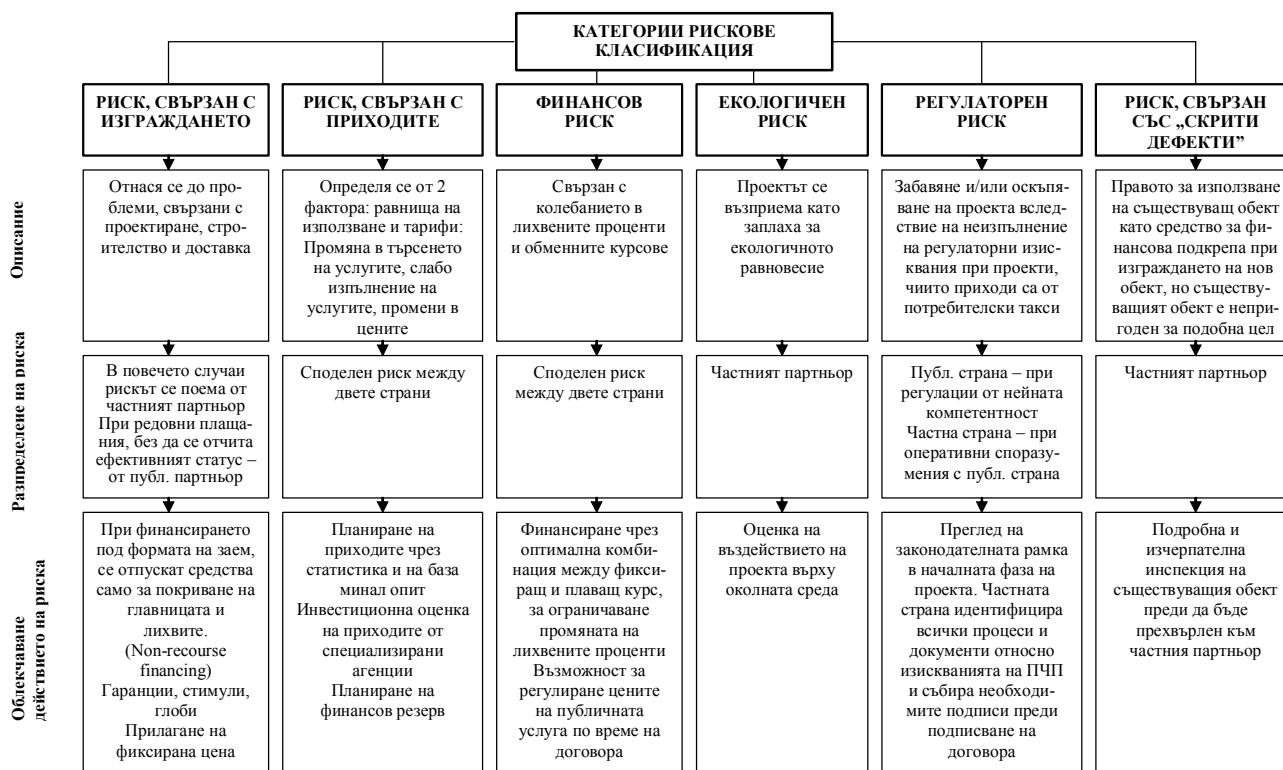 КАТЕГОРИИ РИСКОВЕ
КЛАСИФИКАЦИЯ
РИСК, СВЪРЗАН С
ИЗГРАЖДАНЕТО
РИСК, СВЪРЗАН С
ПРИХОДИТЕ
ФИНАНСОВ
РИСК
ЕКОЛОГИЧЕН
РИСК
РЕГУЛАТОРЕН
РИСК
РИСК, СВЪРЗАН
СЪС „СКРИТИ
ДЕФЕКТИ”
Описание
Отнася се до про-
блеми, свързани с
проектиране, стро-
ителство и доставка
Определя се от 2
фактора: равнища на
използване и тарифи:
Промяна в търсенето
на услугите, слабо
изпълнение на
услугите, промени в
цените
Свързан с
колебанието в
лихвените проценти
и обменните курсове
Проектът се
възприема като
заплаха за
екологичното
равновесие
Забавяне и/или оскъпя-
ване на проекта вслед-
ствие на неизпълнение
на регулаторни изис-
квания при проекти,
чиито приходи са от
потребителски такси
Правото за използване
на съществуващ обект
като средство за фи-
нансова подкрепа при
изграждането на нов
обект, но съществу-
ващият обект е непри-
годен за подобна цел
Разпределеие на риска
В повечето случаи
рискът се поема от
частният партньор
При редовни плаща-
ния, без да се отчита
ефективният статус –
от публ. партньор
Споделен риск между
двете страни
Споделен риск
между двете страни
Частният партньор
Публ. страна – при
регулации от нейната
компетентност
Частна страна – при
оперативни споразу-
мения с публ. страна
Частният партньор
Облекчаване
действието на риска
При финансирането
под формата на заем,
се отпускат средства
само за покриване на
главницата и
лихвите.
(Non-recourse
financing)
Гаранции, стимули,
глоби
Прилагане на
фиксирана цена
Планиране на
приходите чрез
статистика и на база
минал опит
Инвестиционна оценка
на приходите от
специализирани
агенции
Планиране на
финансов резерв
Финансиране чрез
оптимална комби-
нация между фикси-
ращ и плаващ курс,
за ограничаване
промяната на
лихвените проценти
Възможност за
регулиране цените
на публичната
услуга по време на
договора
Оценка на
въздействието на
проекта върху
околната среда
Преглед на
законодателната рамка
в началната фаза на
проекта. Частната
страна идентифицира
всички процеси и
документи относно
изискванията на ПЧП
и събира необходи-
мите подписи преди
подписване на
договора
Подробна и
изчерпателна
инспекция на
съществуващия обект
преди да бъде
прехвърлен към
частния партньор